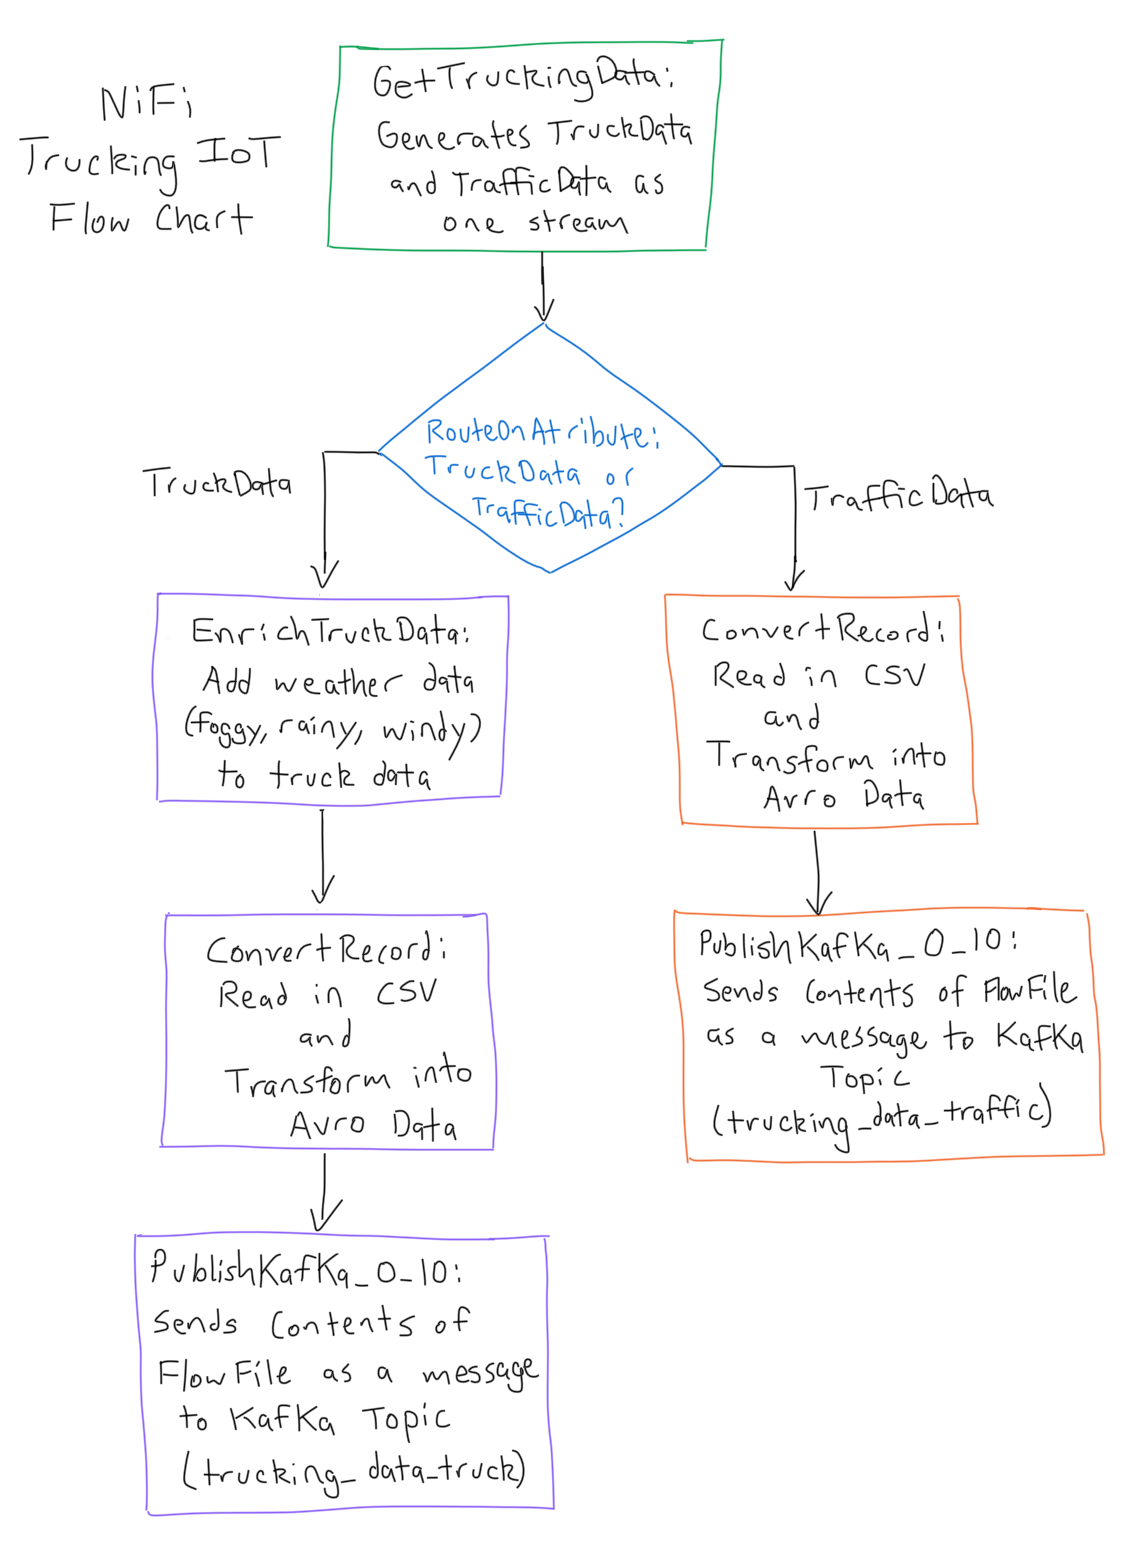 NiFi
Trucking IoT
Flow Chart
GetTruckingData:
Generates TruckData
and TrafficData as
one stream
RouteOnAtribute:
TruckData or
TrafficData?
TruckData
TrafficData
EnrichTruckData:
Add weather data
(foggy, rainy, windy)
to truck data
ConvertRecord:
Read in CSV
and
Transform into
Avro Data
PublishKafKa_0_10:
Sends Contents of
FlowFile as a message
to KafKa Topic
(trucking_data_truck)
ConvertRecord:
Read in CSV
and
Transform into
Avro Data
PublishKafKa_0_10:
Sends Contents of FlowFile
as a message to KafKa
Topic
(trucking_data_traffic)